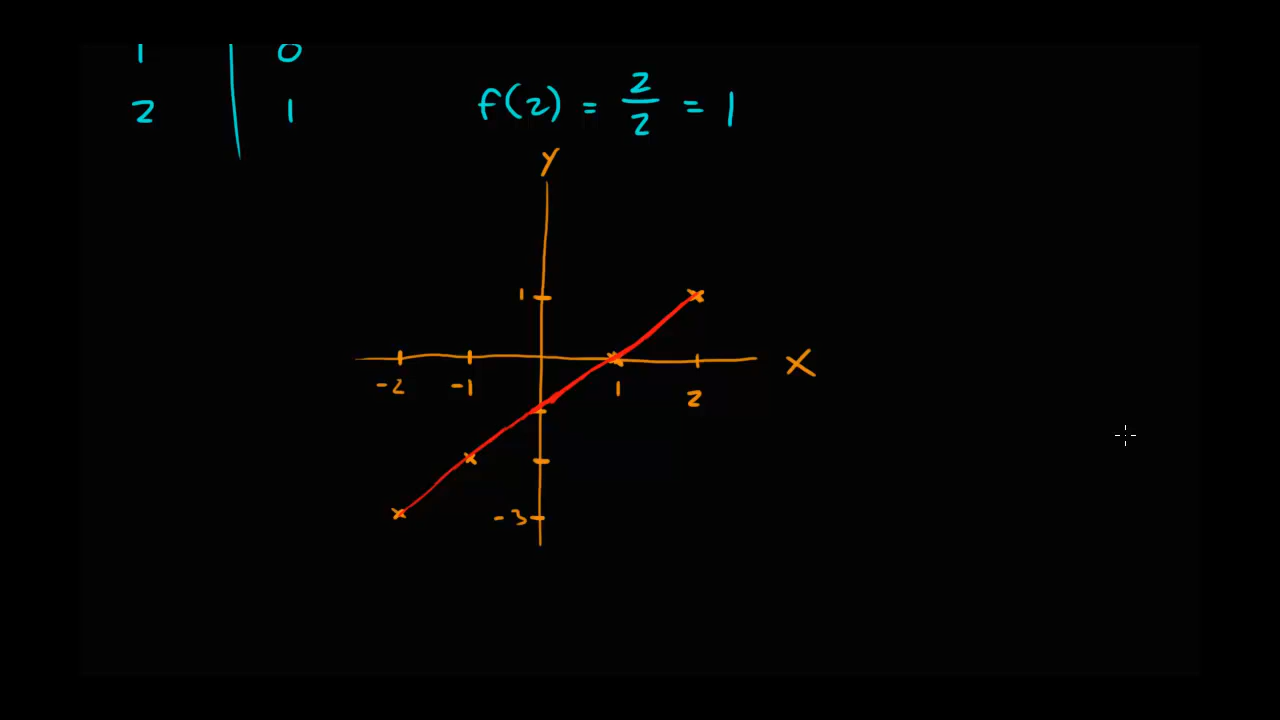 1 0
2 1
f(2) = 2/2 = 1
Y
1
X
-2 -1 1 2
-3